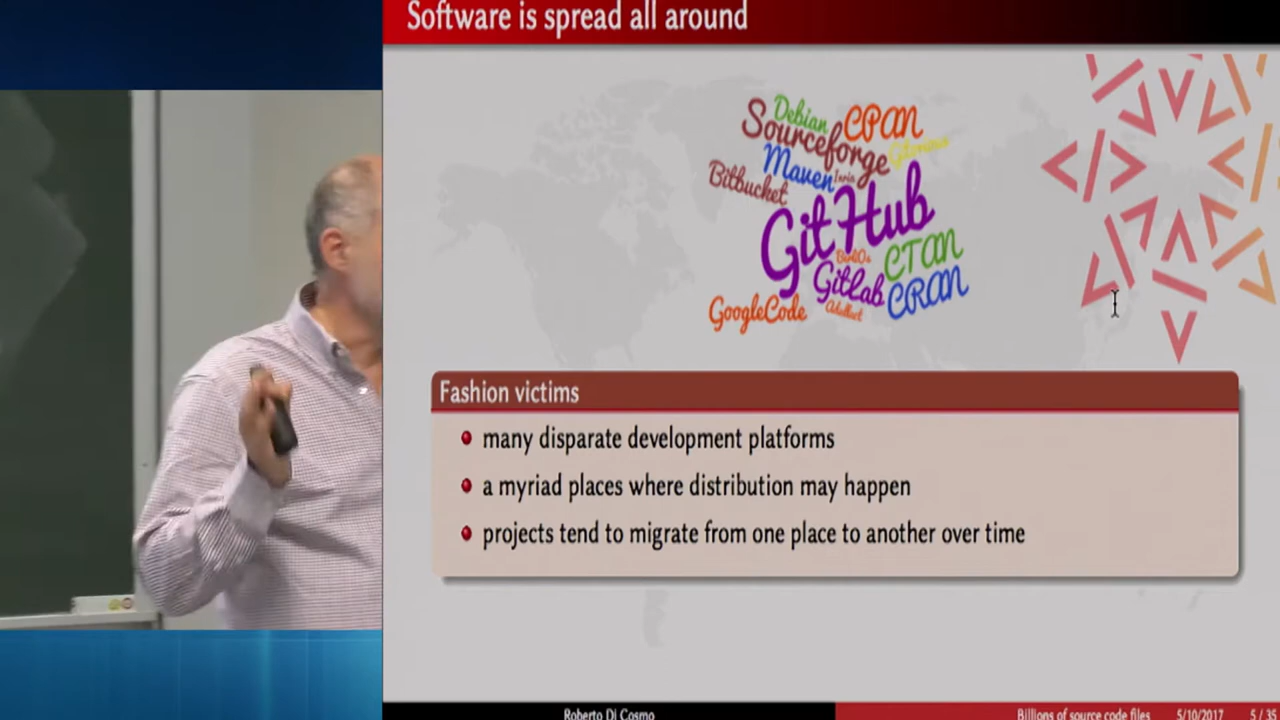 Software is spread all around
Debian
CPAN
Sourceforge
Gitorious
Maven
Inria
Bitbucket
GitHub
CTAN
GitLab
CRAN
GoogleCode
Fashion victims
many disparate development platforms
a myriad places where distribution may happen
projects tend to migrate from one place to another over time
Roberto Di Cosmo
Billions of source code files
5/10/2017
5 / 35